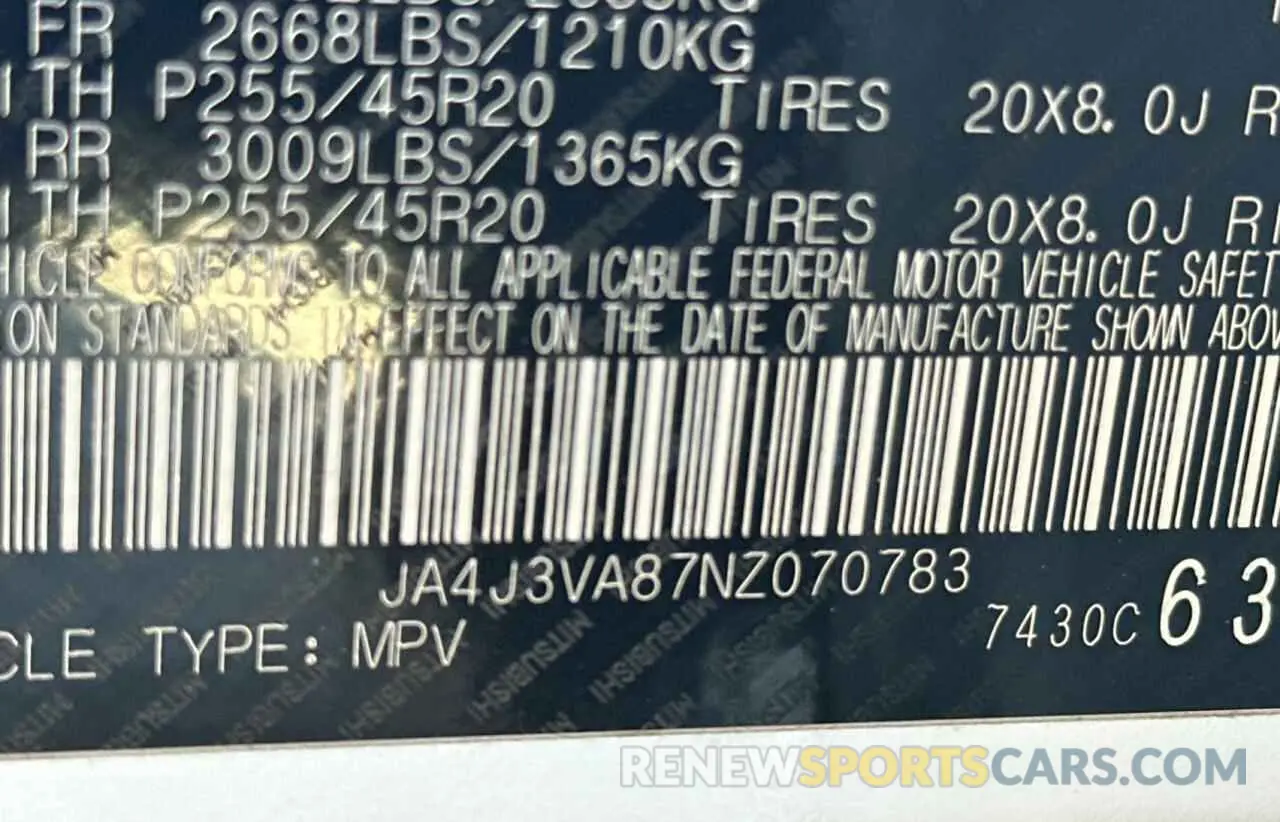 FR 2668LBS/1210KG
ITH P255/45R20 TIRES 20X8.0J R
RR 3009LBS/1365KG
ITH P255/45R20 TIRES 20X8.0J RI
HICLE CONFORMS TO ALL APPLICABLE FEDERAL MOTOR VEHICLE SAFET
ON STANDARDS IN EFFECT ON THE DATE OF MANUFACTURE SHOWN ABOV
JA4J3VA87NZ070783
7430C 63
CLE TYPE: MPV
RENEWSPORTSCARS.COM